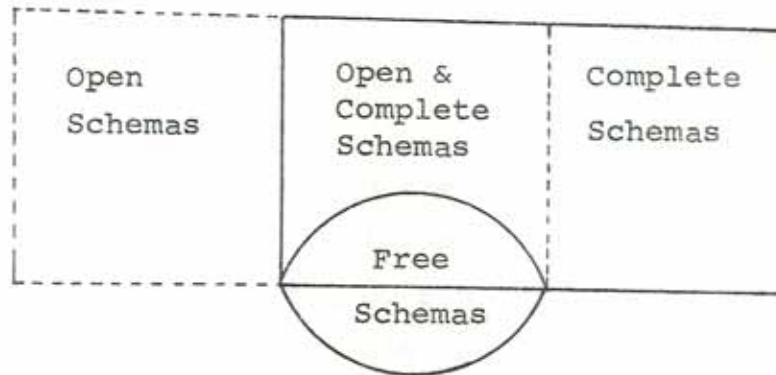 Open
Schemas
Open &
Complete
Schemas
Complete
Schemas
Free
Schemas